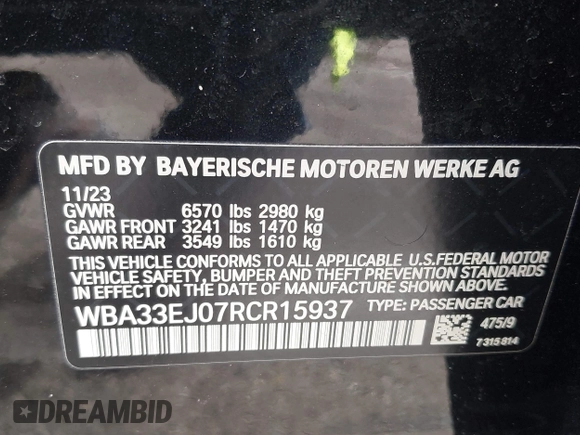 MFD BY BAYERISCHE MOTOREN WERKE AG
11/23
GVWR 6570 lbs 2980 kg
GAWR FRONT 3241 lbs 1470 kg
GAWR REAR 3549 lbs 1610 kg
THIS VEHICLE CONFORMS TO ALL APPLICABLE U.S.FEDERAL MOTOR
VEHICLE SAFETY, BUMPER AND THEFT PREVENTION STANDARDS
IN EFFECT ON THE DATE OF MANUFACTURE SHOWN ABOVE.
WBA33EJ07RCR15937 TYPE: PASSENGER CAR
475/9
7 315 814
DREAMBID